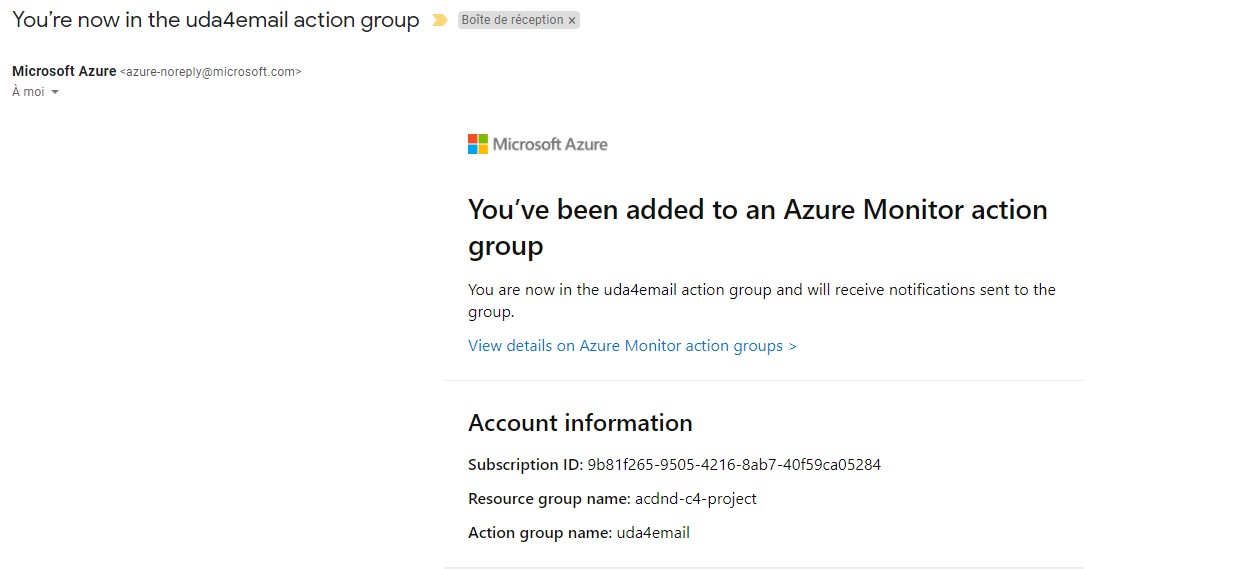 You're now in the uda4email action group Boîte de réception ×
Microsoft Azure <azure-noreply@microsoft.com>
À moi
Microsoft Azure
You've been added to an Azure Monitor action
group
You are now in the uda4email action group and will receive notifications sent to the
group.
View details on Azure Monitor action groups >
Account information
Subscription ID: 9b81f265-9505-4216-8ab7-40f59ca05284
Resource group name: acdnd-c4-project
Action group name: uda4email